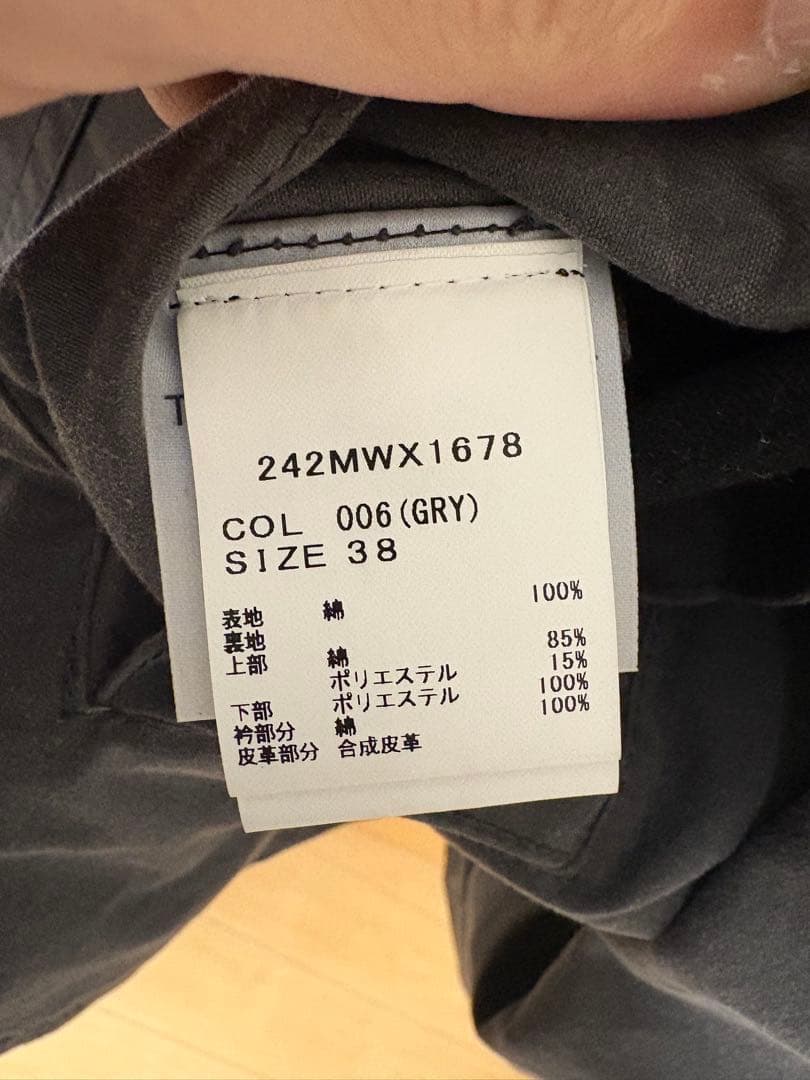 T
242MWX1678
COL 006(GRY)
SIZE 38
表地 綿 100%
裏地
上部 綿 85%
ポリエステル 15%
下部 ポリエステル 100%
衿部分 綿 100%
皮革部分 合成皮革